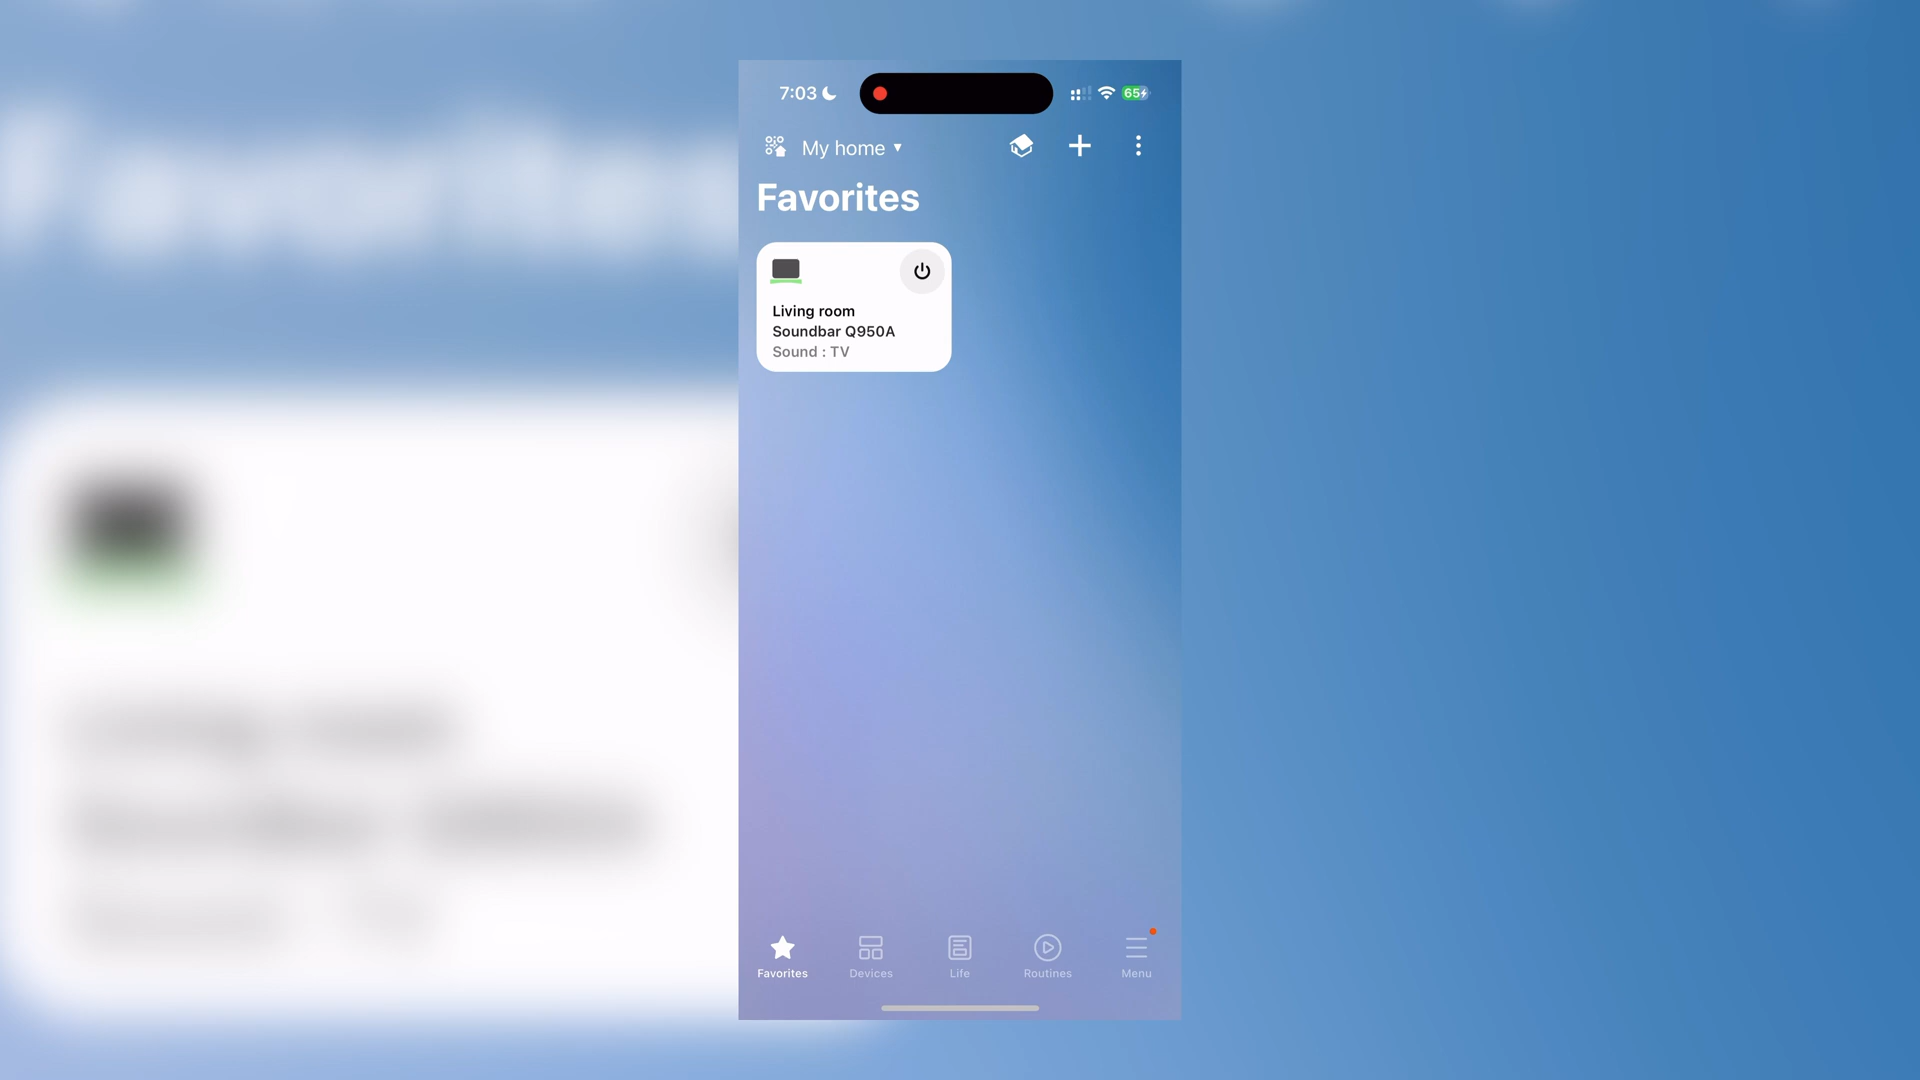 7:03
65
My home
Favorites
Living room
Soundbar Q950A
Sound : TV
Favorites
Devices
Life
Routines
Menu